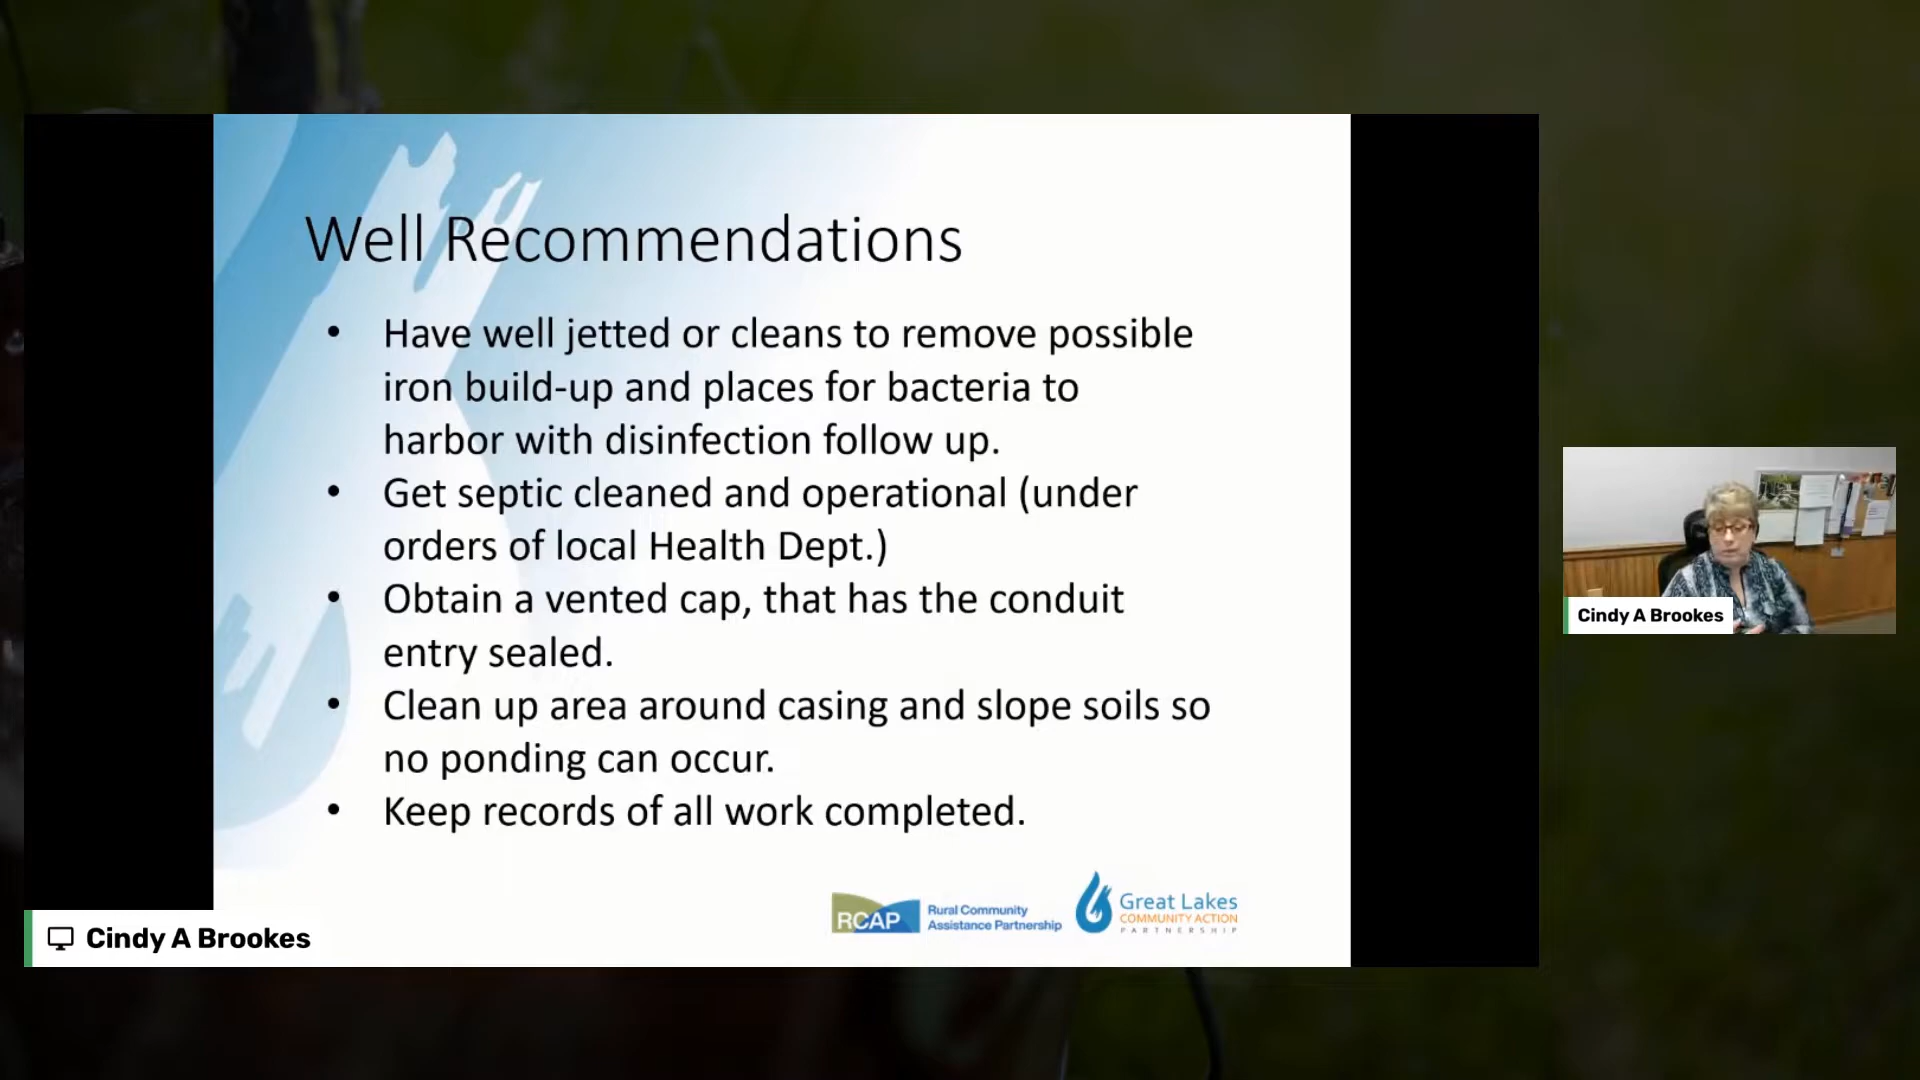 Well Recommendations
• Have well jetted or cleans to remove possible
iron build-up and places for bacteria to
harbor with disinfection follow up.
• Get septic cleaned and operational (under
orders of local Health Dept.)
• Obtain a vented cap, that has the conduit
entry sealed.
• Clean up area around casing and slope soils so
no ponding can occur.
• Keep records of all work completed.
RCAP
Rural Community
Assistance Partnership
Great Lakes
COMMUNITY ACTION
PARTNERSHIP
Cindy A Brookes
Cindy A Brookes